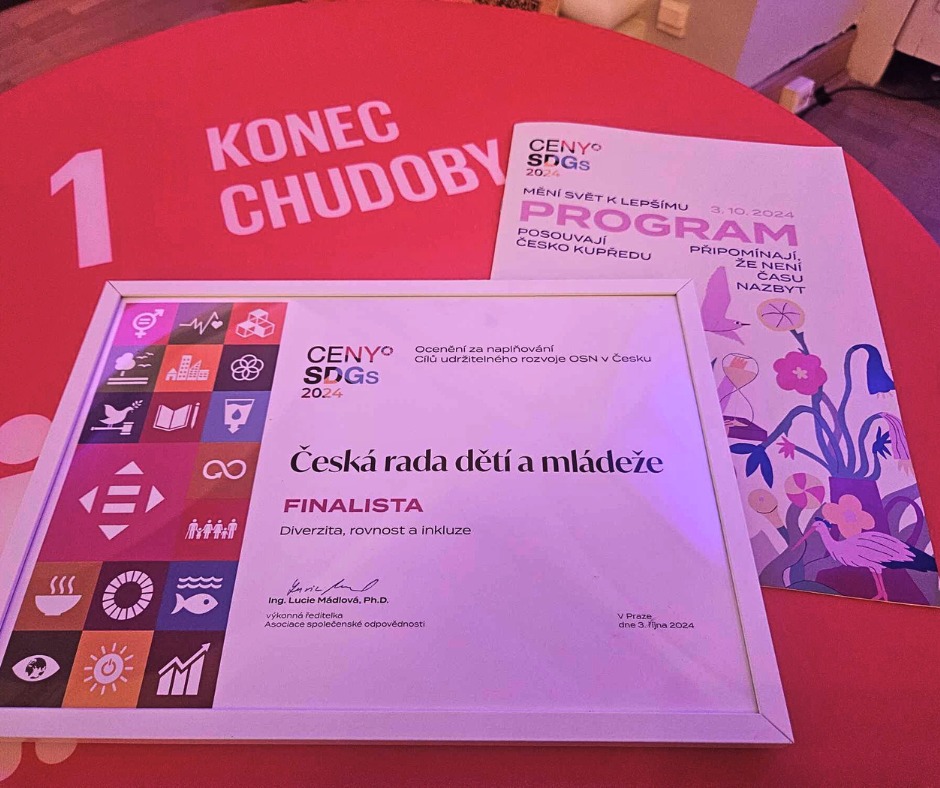 1
KONEC
CHUDOBY
CENY
SDGs
2024
MĚNÍ SVĚT K LEPŠÍMU
3. 10. 2024
PROGRAM
POSOUVAJÍ
ČESKO KUPŘEDU
PŘIPOMÍNAJÍ,
ŽE NENÍ
ČASU
NAZBYT
CENY
SDGs
2024
Ocenění za naplňování
Cílů udržitelného rozvoje OSN v Česku
Česká rada dětí a mládeže
FINALISTA
Diverzita, rovnost a inkluze
Ing. Lucie Mádlová, Ph.D.
výkonná ředitelka
Asociace společenské odpovědnosti
V Praze
dne 3. října 2024